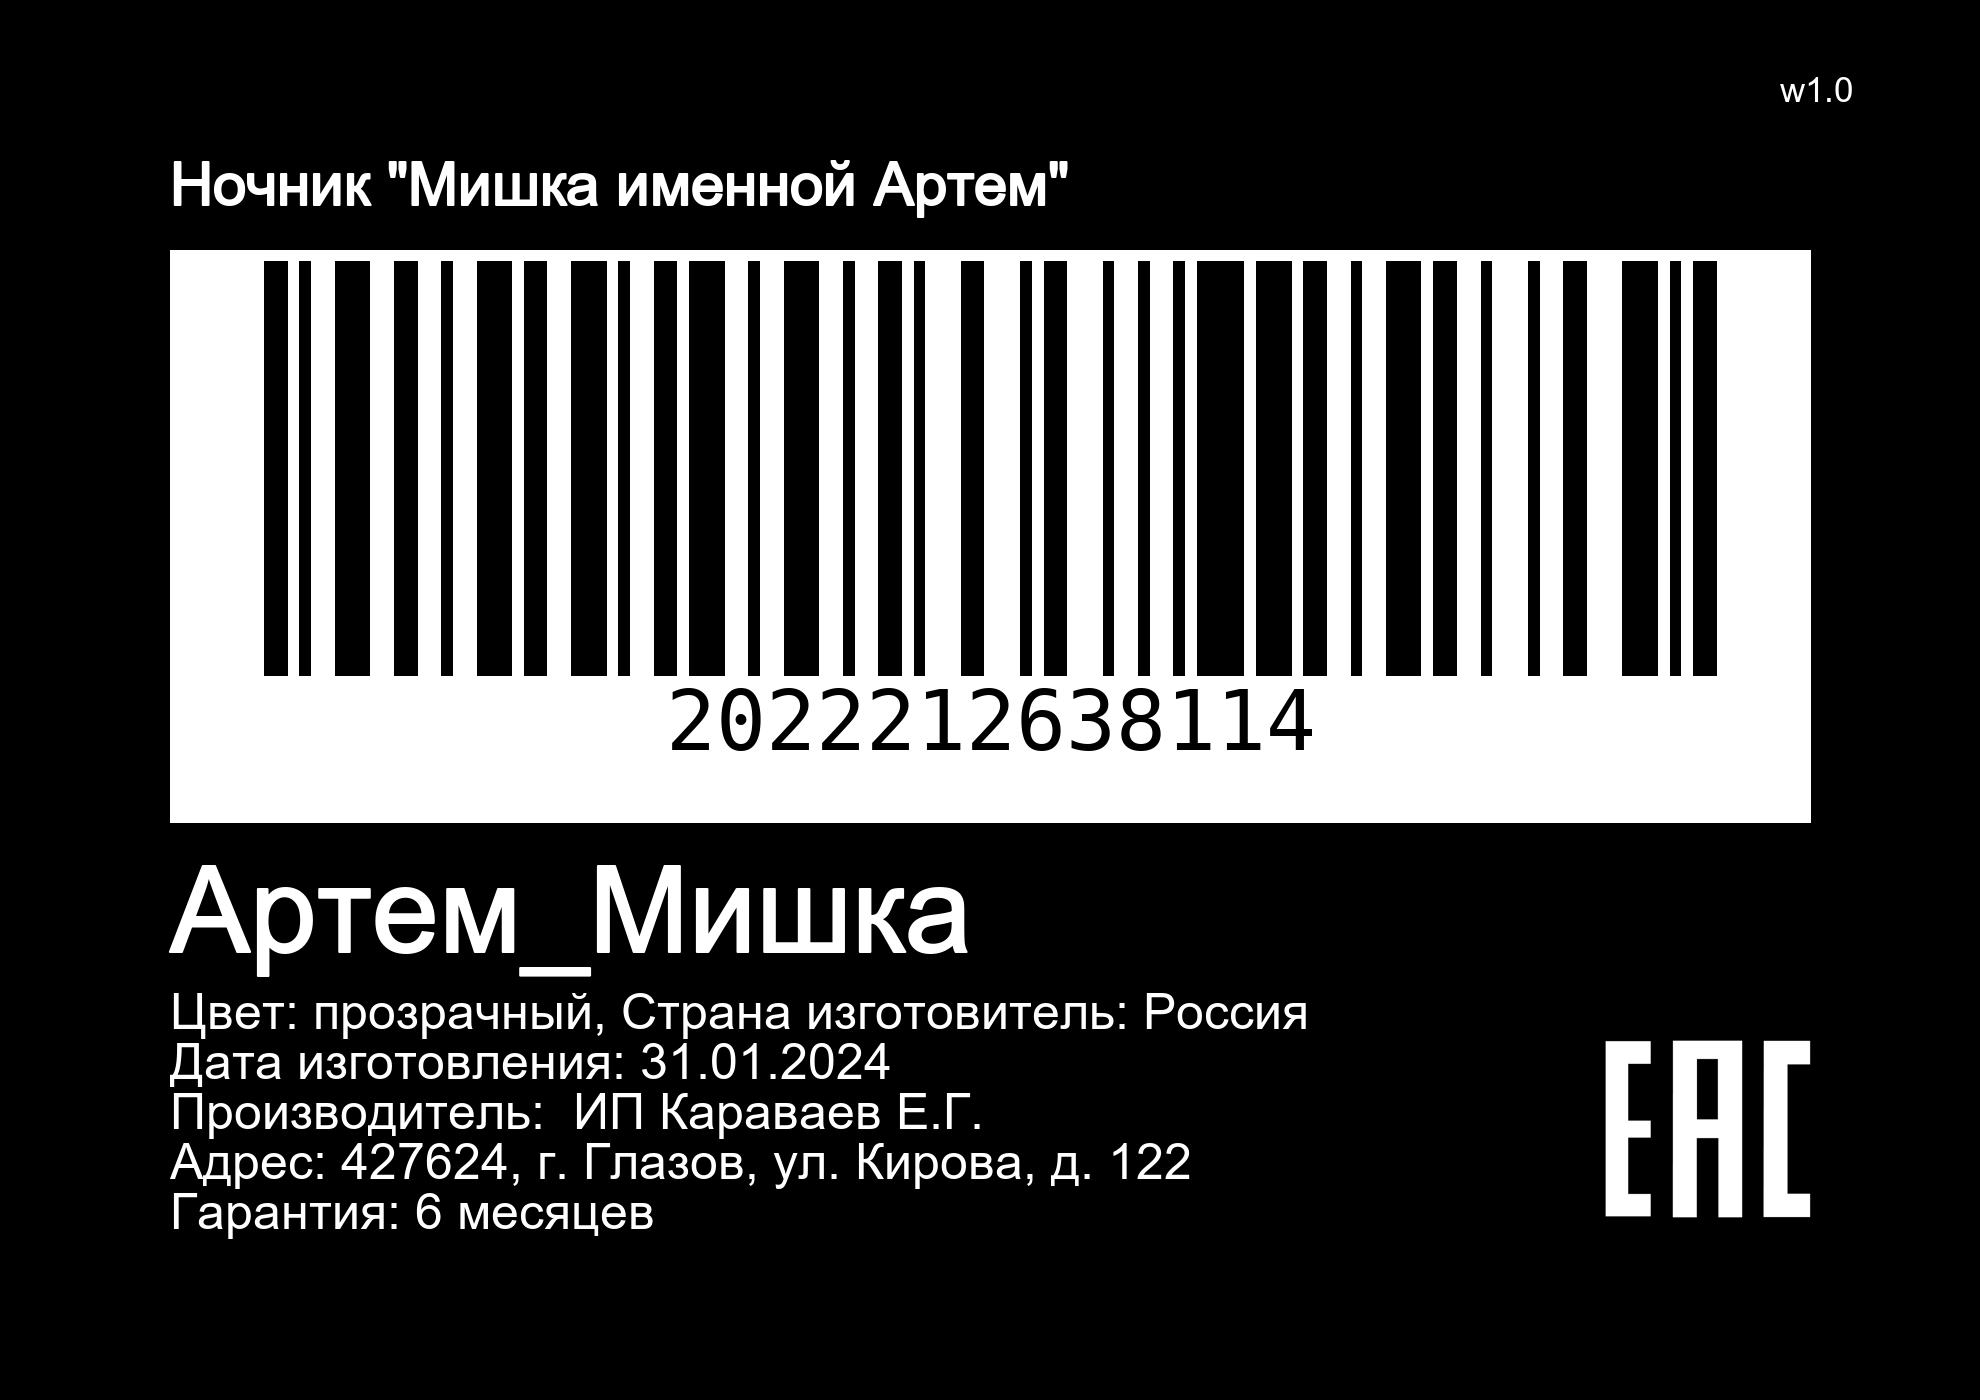 w1.0
Ночник "Мишка именной Артем"
2022212638114
Артем_Мишка
Цвет: прозрачный, Страна изготовитель: Россия
Дата изготовления: 31.01.2024
Производитель:  ИП Караваев Е.Г.
Адрес: 427624, г. Глазов, ул. Кирова, д. 122
Гарантия: 6 месяцев
EAC